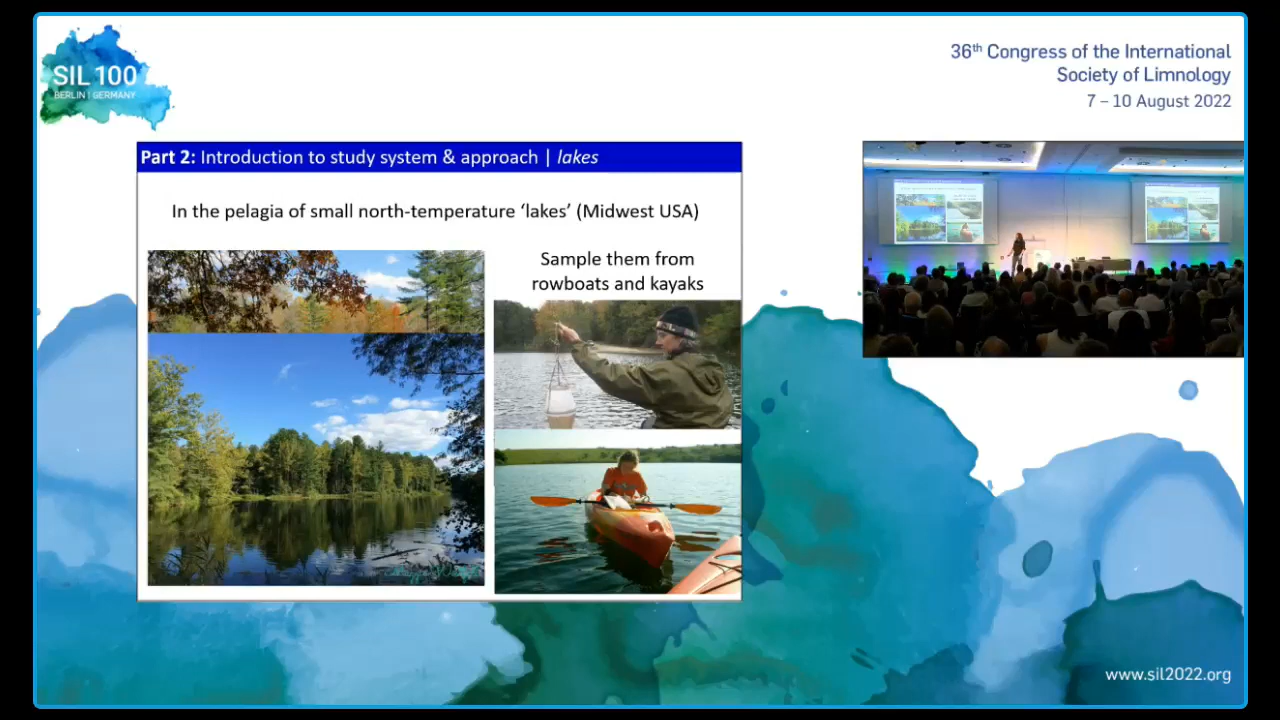 SIL 100
BERLIN | GERMANY
36th Congress of the International
Society of Limnology
7 – 10 August 2022
Part 2: Introduction to study system & approach | lakes
In the pelagia of small north-temperature ‘lakes’ (Midwest USA)
Sample them from
rowboats and kayaks
www.sil2022.org